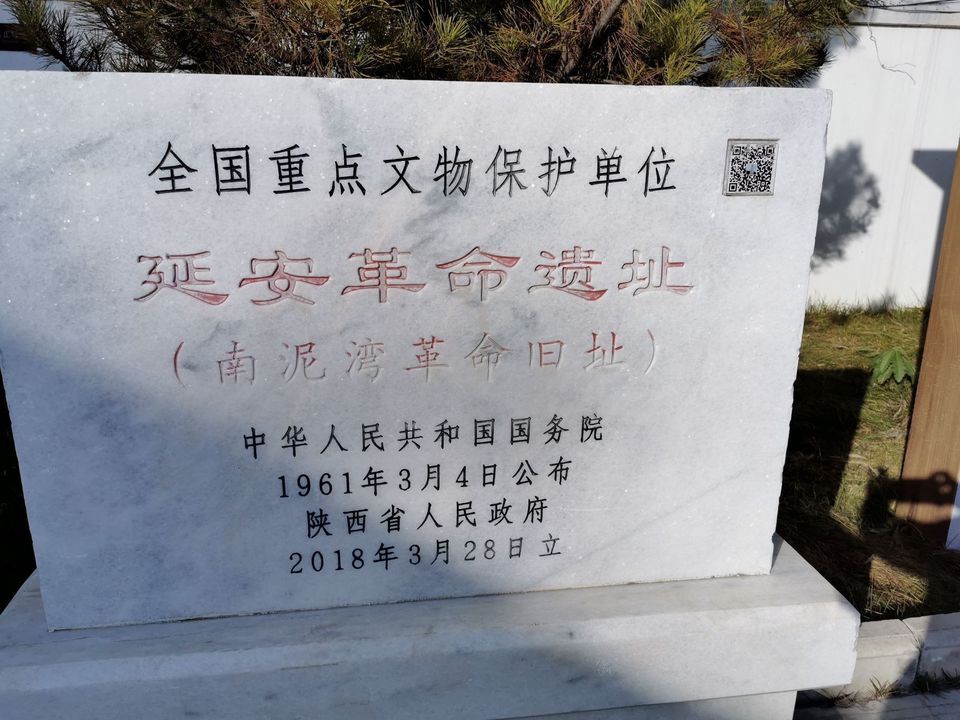 全国重点文物保护单位
延安革命遗址
（南泥湾革命旧址）
中华人民共和国国务院
1961年3月4日公布
陕西省人民政府
2018年3月28日立